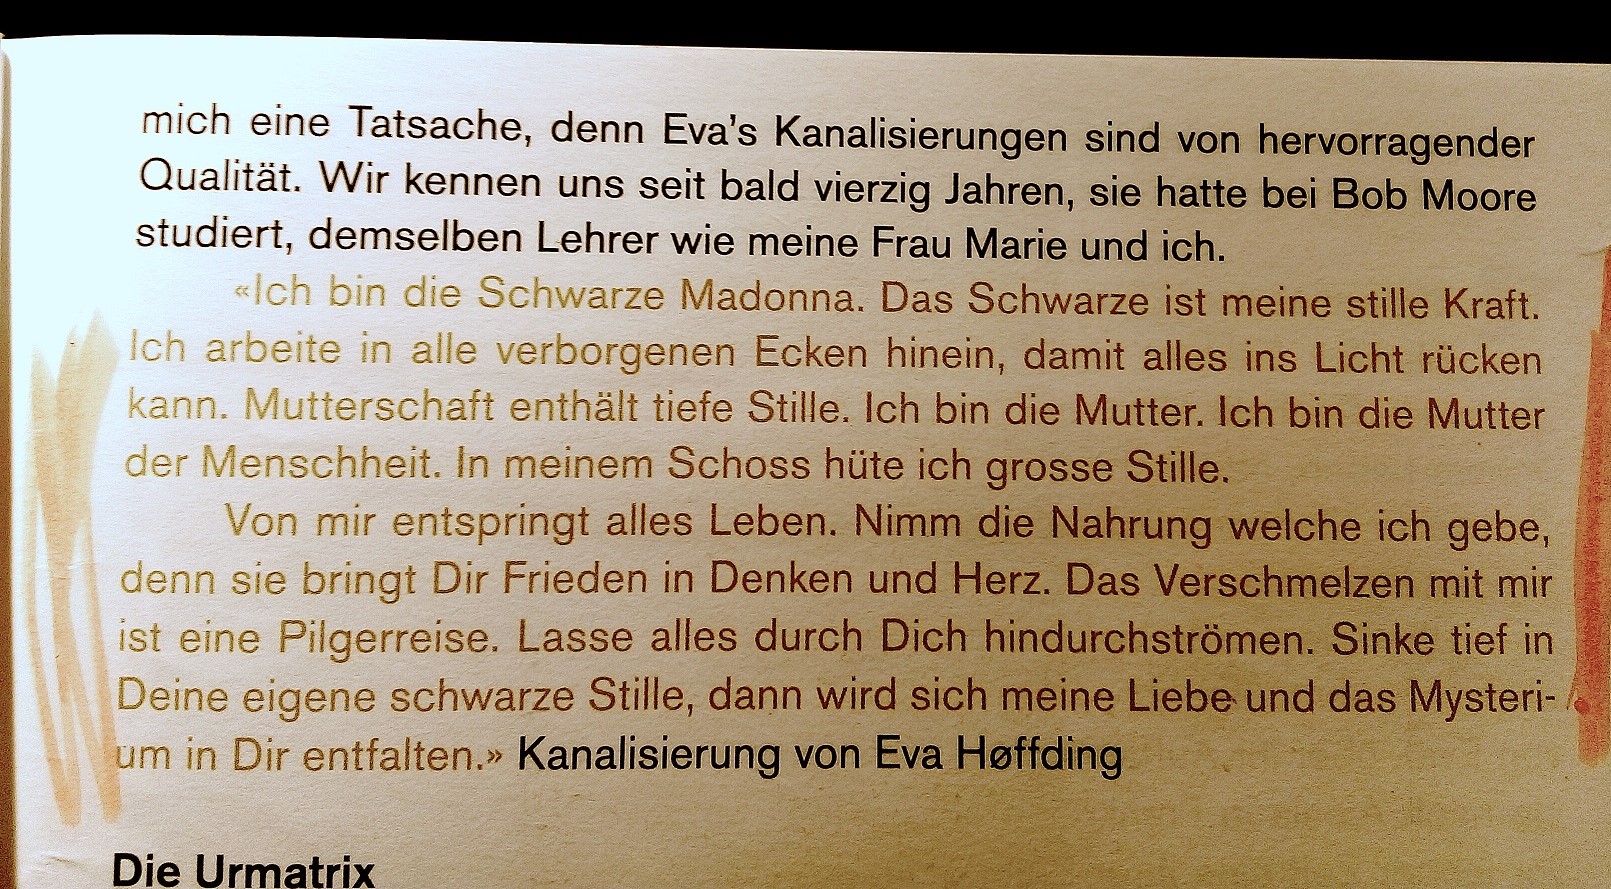 mich eine Tatsache, denn Eva's Kanalisierungen sind von hervorragender
Qualität. Wir kennen uns seit bald vierzig Jahren, sie hatte bei Bob Moore
studiert, demselben Lehrer wie meine Frau Marie und ich.
«Ich bin die Schwarze Madonna. Das Schwarze ist meine stille Kraft.
Ich arbeite in alle verborgenen Ecken hinein, damit alles ins Licht rücken
kann. Mutterschaft enthält tiefe Stille. Ich bin die Mutter. Ich bin die Mutter
der Menschheit. In meinem Schoss hüte ich grosse Stille.
Von mir entspringt alles Leben. Nimm die Nahrung welche ich gebe,
denn sie bringt Dir Frieden in Denken und Herz. Das Verschmelzen mit mir
ist eine Pilgerreise. Lasse alles durch Dich hindurchströmen. Sinke tief in
Deine eigene schwarze Stille, dann wird sich meine Liebe und das Mysteri-
um in Dir entfalten.» Kanalisierung von Eva Høffding
Die Urmatrix